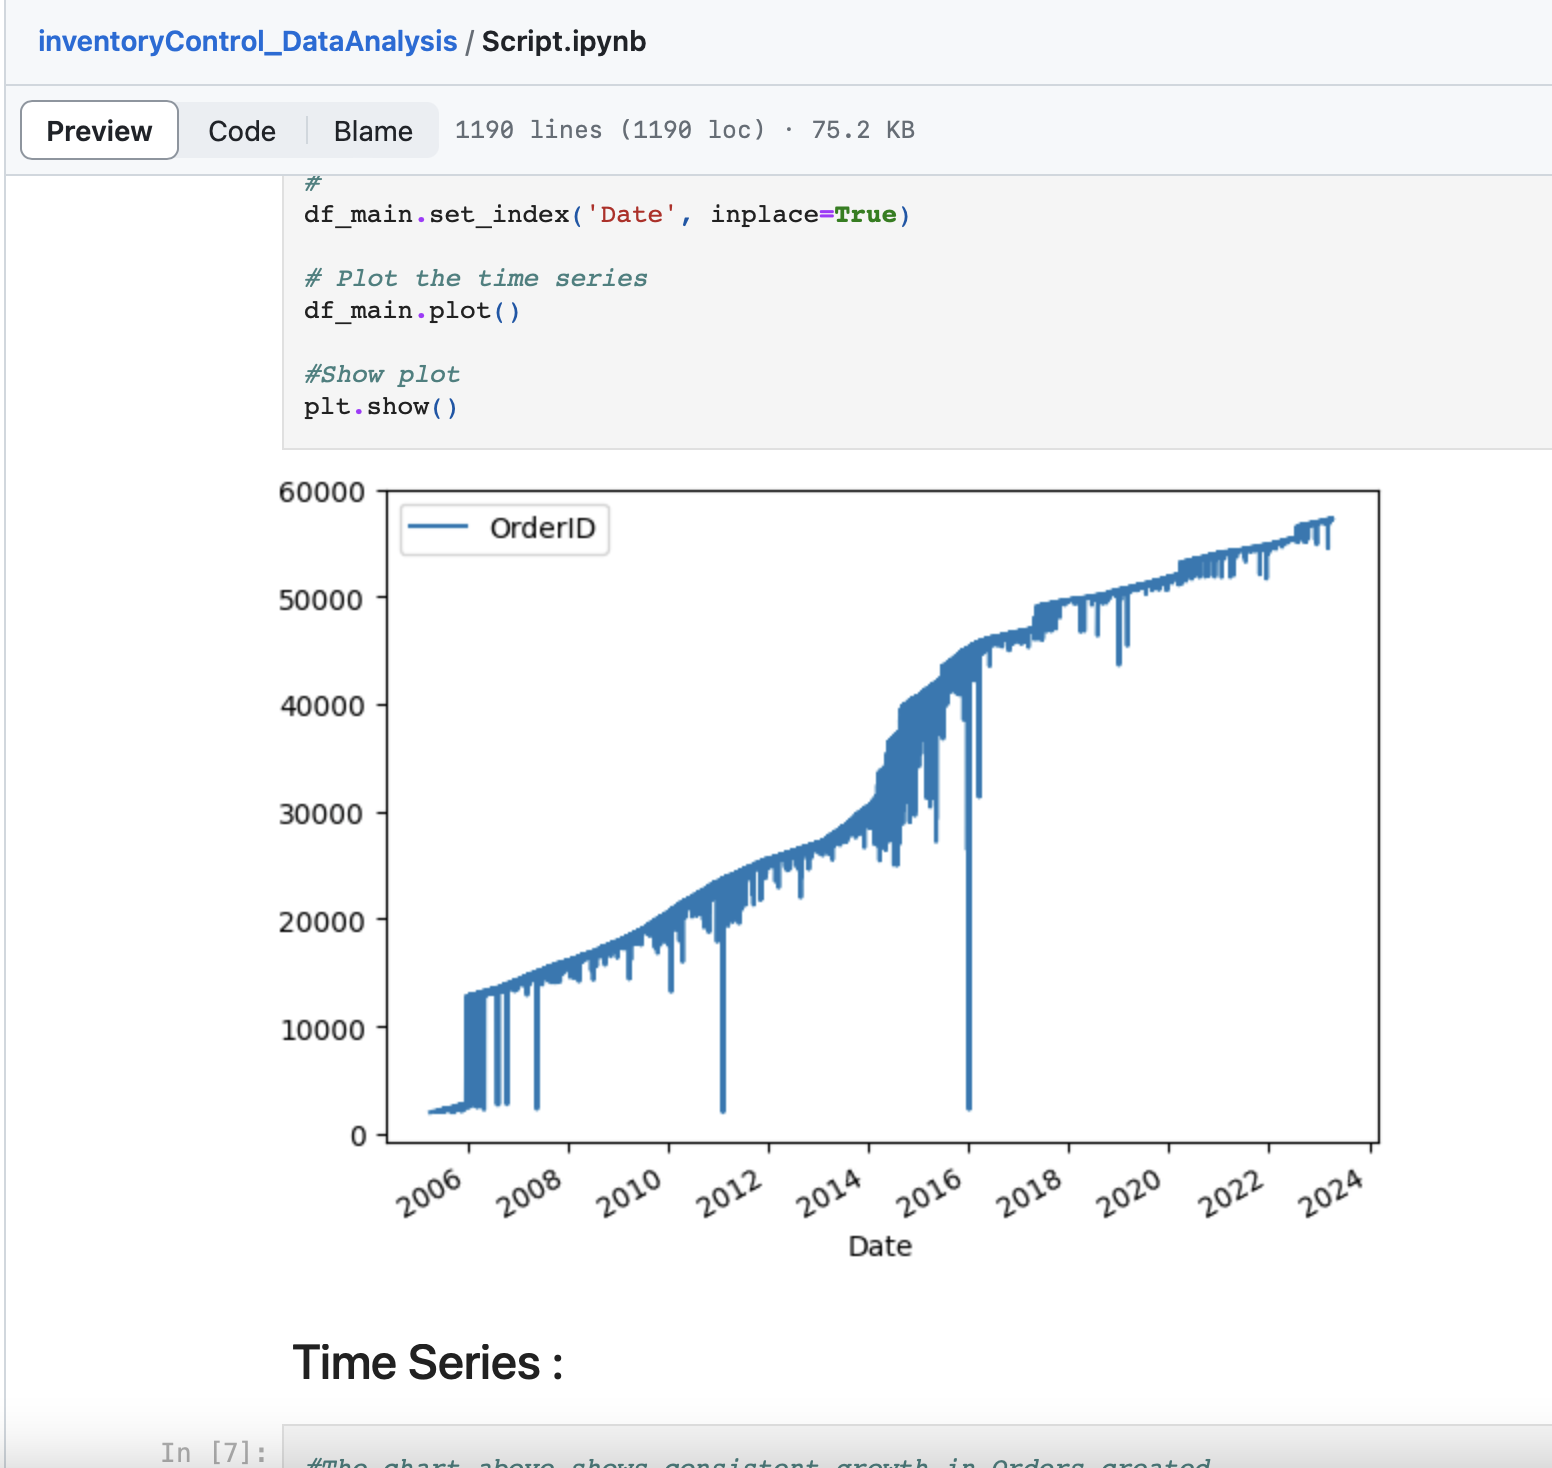 inventoryControl_DataAnalysis / Script.ipynb
Preview Code Blame 1190 lines (1190 loc) · 75.2 KB
#
df_main.set_index('Date', inplace=True)
# Plot the time series
df_main.plot()
#Show plot
plt.show()
60000
OrderID
50000
40000
30000
20000
10000
0
2006 2008 2010 2012 2014 2016 2018 2020 2022 2024
Date
Time Series :
In [7]:
#The chart above shows consistent growth in Orders created